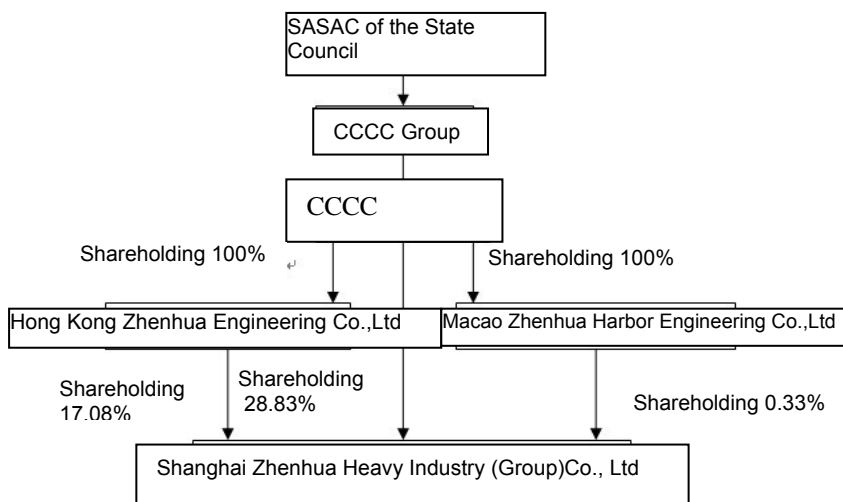 SASAC of the State
Council
CCCC Group
CCCC
Shareholding 100%
Shareholding 100%
Hong Kong Zhenhua Engineering Co.,Ltd
Macao Zhenhua Harbor Engineering Co.,Ltd
Shareholding
17.08%
Shareholding
28.83%
Shareholding 0.33%
Shanghai Zhenhua Heavy Industry (Group)Co., Ltd